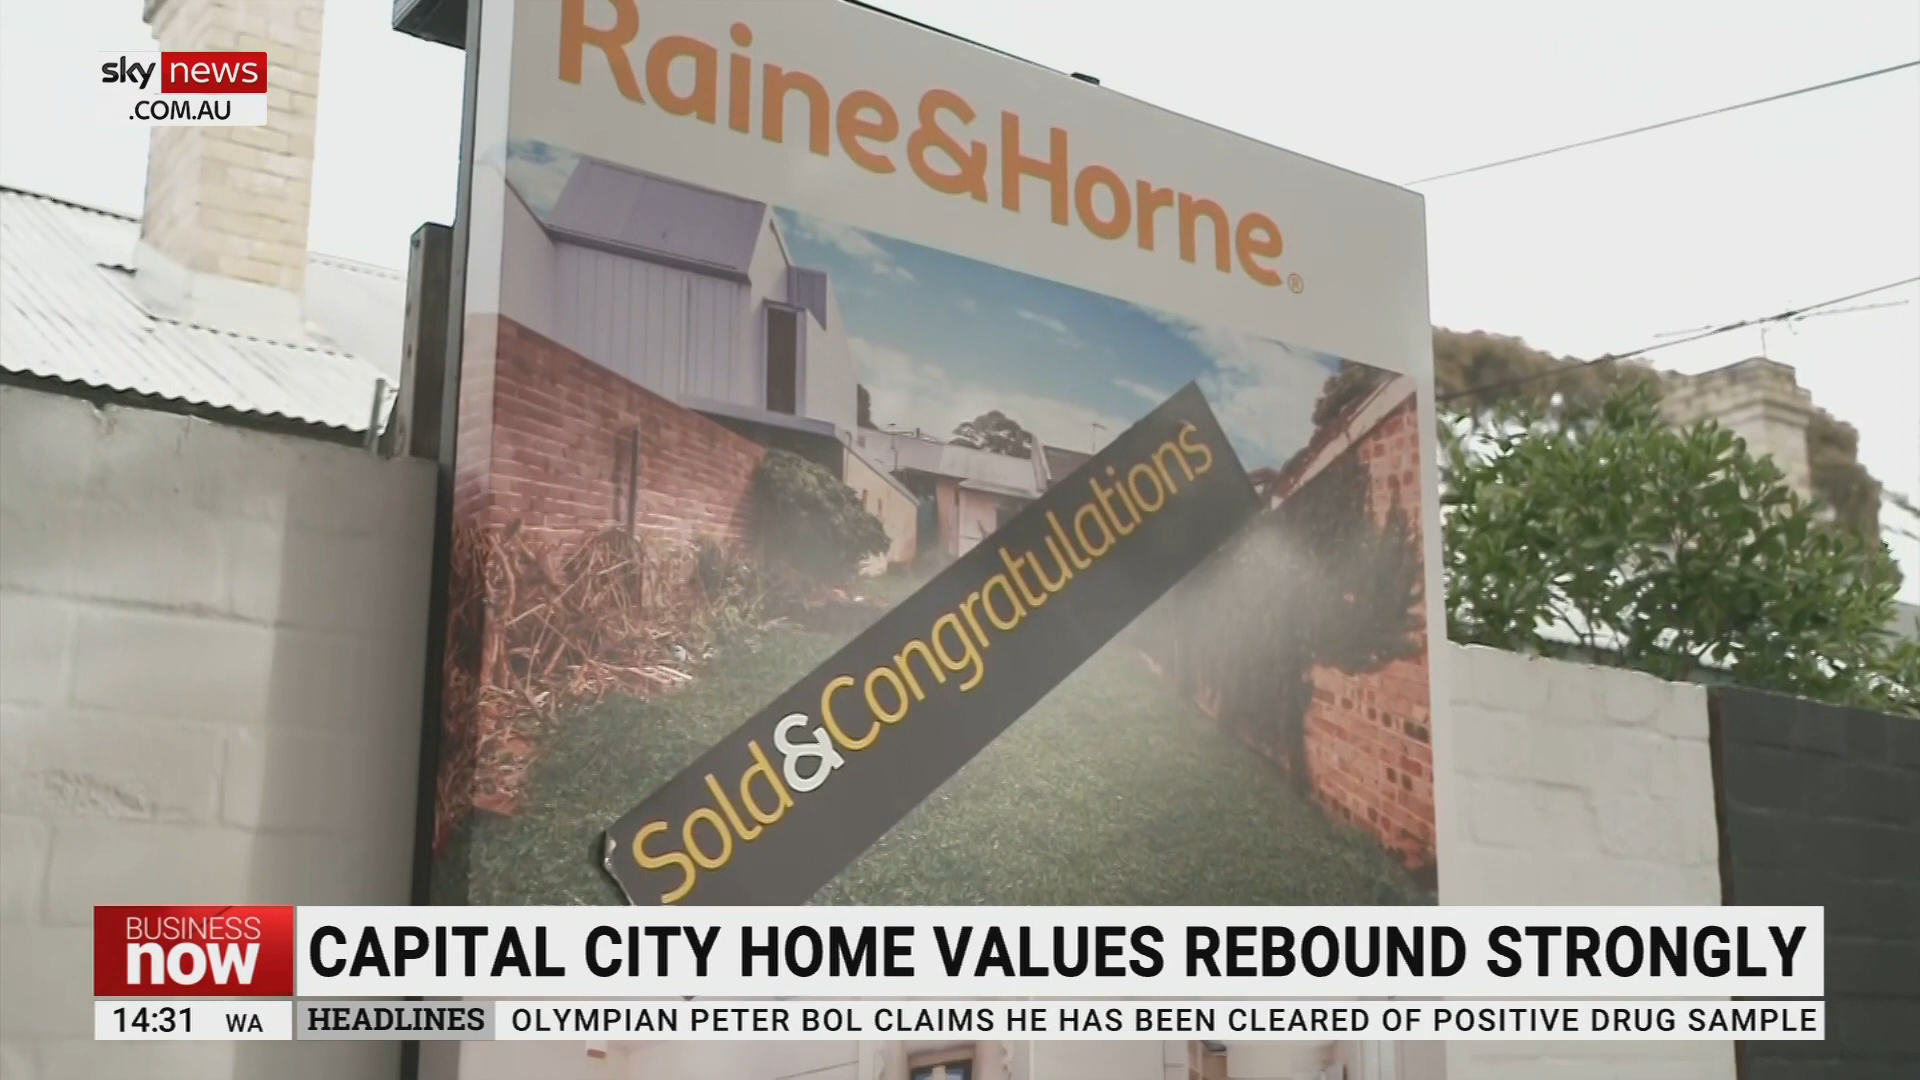 sky news
.COM.AU
Raine&Horne®
Sold&Congratulations
BUSINESS
now
CAPITAL CITY HOME VALUES REBOUND STRONGLY
14:31 WA
HEADLINES
OLYMPIAN PETER BOL CLAIMS HE HAS BEEN CLEARED OF POSITIVE DRUG SAMPLE